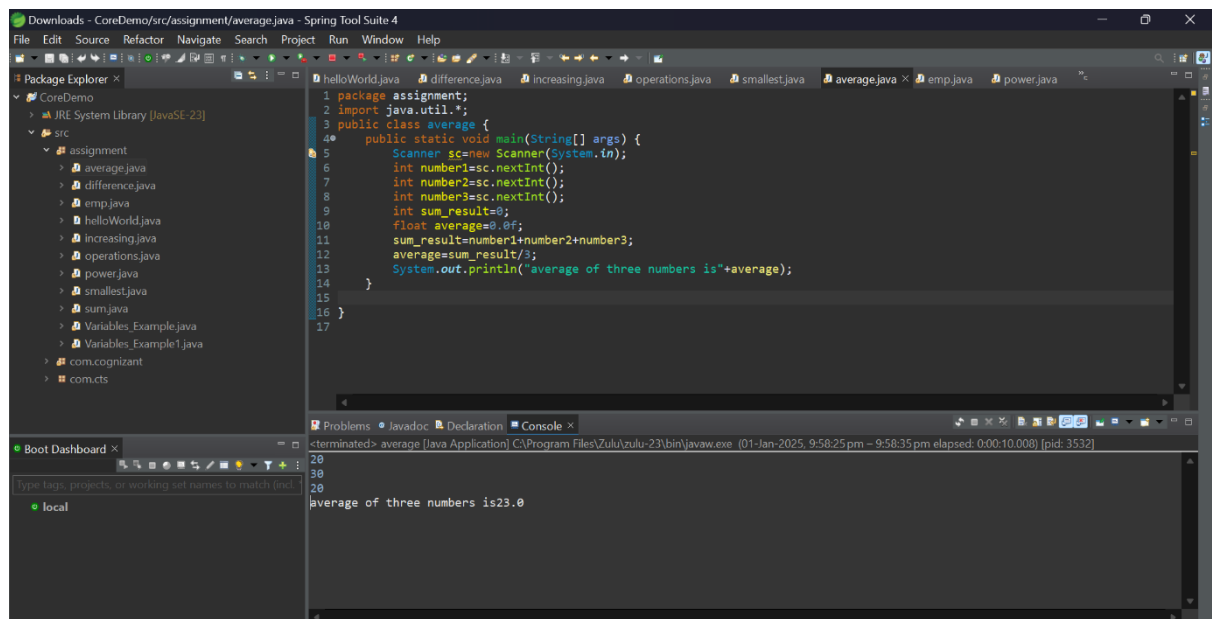 Downloads - CoreDemo/src/assignment/average.java - Spring Tool Suite 4
File Edit Source Refactor Navigate Search Project Run Window Help
Package Explorer
helloWorld.java difference.java increasing.java operations.java smallest.java average.java emp.java power.java
CoreDemo
JRE System Library [JavaSE-23]
src
assignment
average.java
difference.java
emp.java
helloWorld.java
increasing.java
operations.java
power.java
smallest.java
sum.java
Variables_Example.java
Variables_Example1.java
com.cognizant
com.cts
1 package assignment;
2 import java.util.*;
3 public class average {
4 public static void main(String[] args) {
5 Scanner sc=new Scanner(System.in);
6 int number1=sc.nextInt();
7 int number2=sc.nextInt();
8 int number3=sc.nextInt();
9 int sum_result=0;
10 float average=0.0f;
11 sum_result=number1+number2+number3;
12 average=sum_result/3;
13 System.out.println("average of three numbers is"+average);
14 }
15
16 }
17
Problems Javadoc Declaration Console
<terminated> average [Java Application] C:\Program Files\Zulu\zulu-23\bin\javaw.exe (01-Jan-2025, 9:58:25 pm – 9:58:35 pm elapsed: 0:00:10.008) [pid: 3532]
20
30
20
average of three numbers is23.0
Boot Dashboard
Type tags, projects, or working set names to match (incl.
local